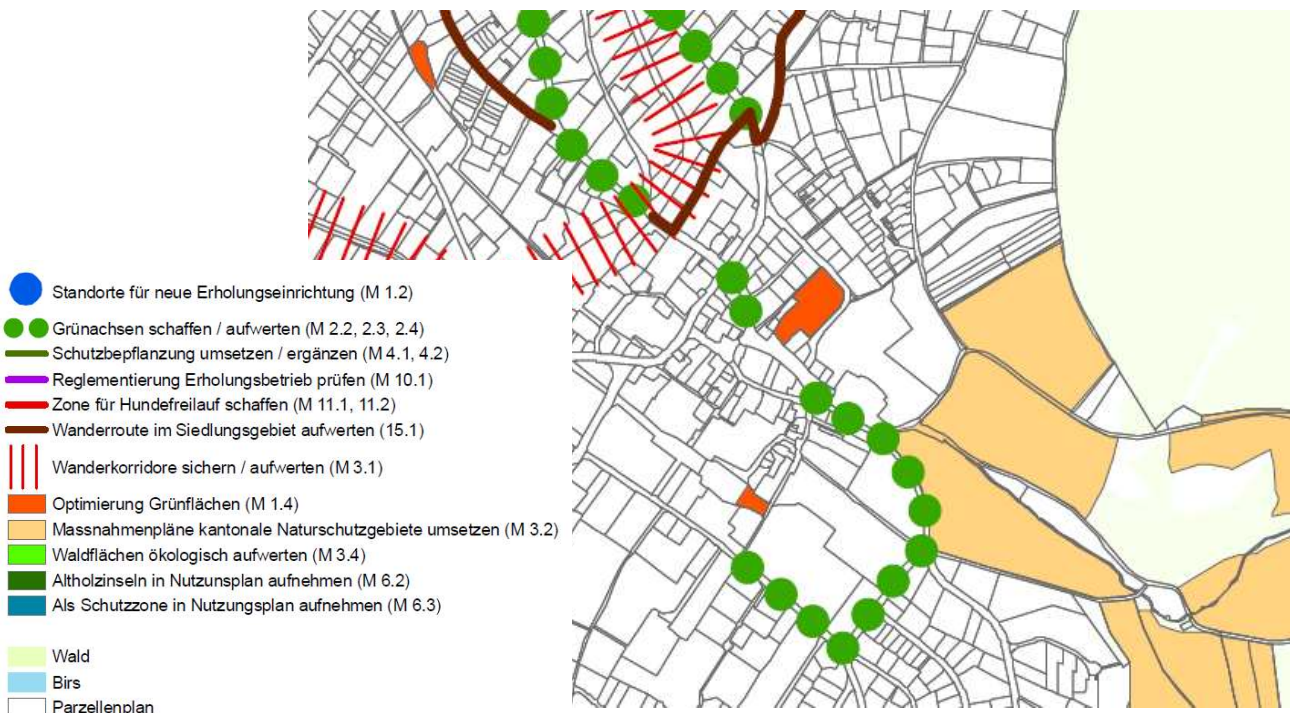 Standorte für neue Erholungseinrichtung (M 1.2)
Grünachsen schaffen / aufwerten (M 2.2, 2.3, 2.4)
Schutzbepflanzung umsetzen / ergänzen (M 4.1, 4.2)
Reglementierung Erholungsbetrieb prüfen (M 10.1)
Zone für Hundefreilauf schaffen (M 11.1, 11.2)
Wanderroute im Siedlungsgebiet aufwerten (15.1)
Wanderkorridore sichern / aufwerten (M 3.1)
Optimierung Grünflächen (M 1.4)
Massnahmenpläne kantonale Naturschutzgebiete umsetzen (M 3.2)
Waldflächen ökologisch aufwerten (M 3.4)
Altholzinseln in Nutzunsplan aufnehmen (M 6.2)
Als Schutzzone in Nutzungsplan aufnehmen (M 6.3)
Wald
Birs
Parzellenplan